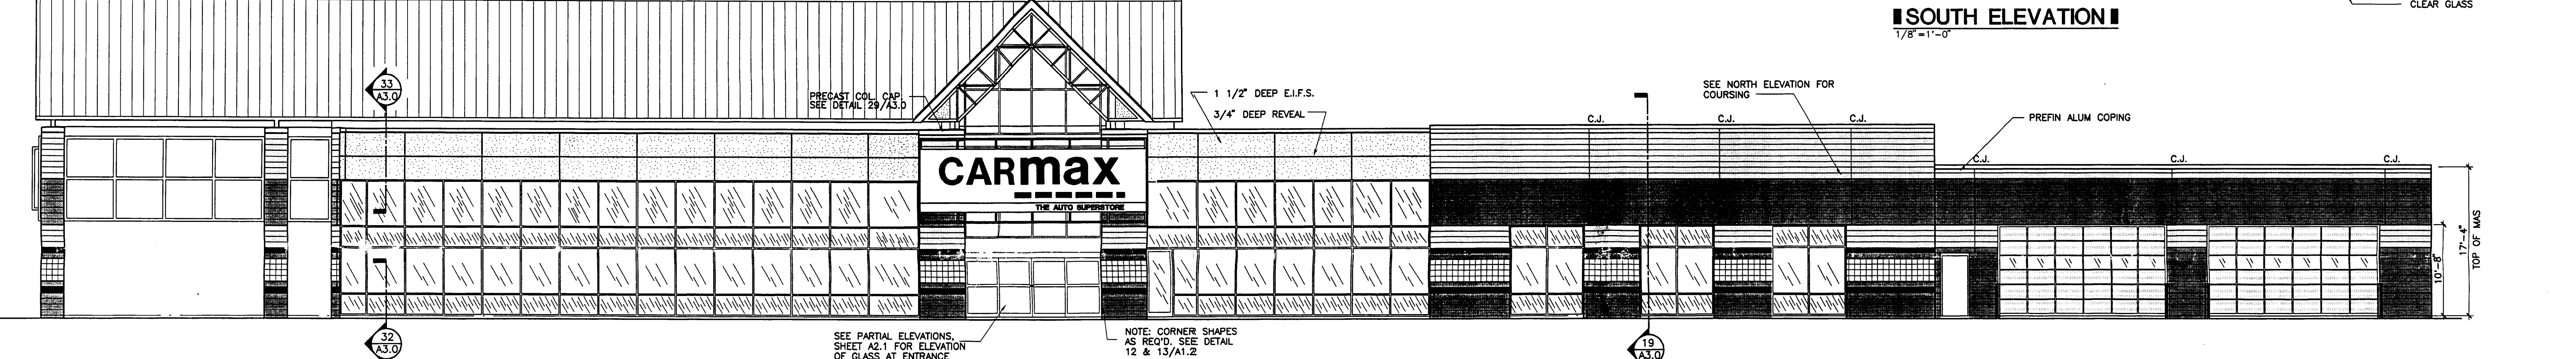 SOUTH ELEVATION
1/8"=1'-0"
CLEAR GLASS
33
A3.0
PRECAST COL. CAP
SEE DETAIL 29/A3.0
1 1/2" DEEP E.I.F.S.
3/4" DEEP REVEAL
SEE NORTH ELEVATION FOR
COURSING
C.J.
C.J.
C.J.
PREFIN ALUM COPING
C.J.
C.J.
C.J.
CARmax
THE AUTO SUPERSTORE
10'-8"
17'-4"
TOP OF MAS
32
A3.0
SEE PARTIAL ELEVATIONS,
SHEET A2.1 FOR ELEVATION
OF GLASS AT ENTRANCE
NOTE: CORNER SHAPES
AS REQ'D. SEE DETAIL
12 & 13/A1.2
19
A3.0